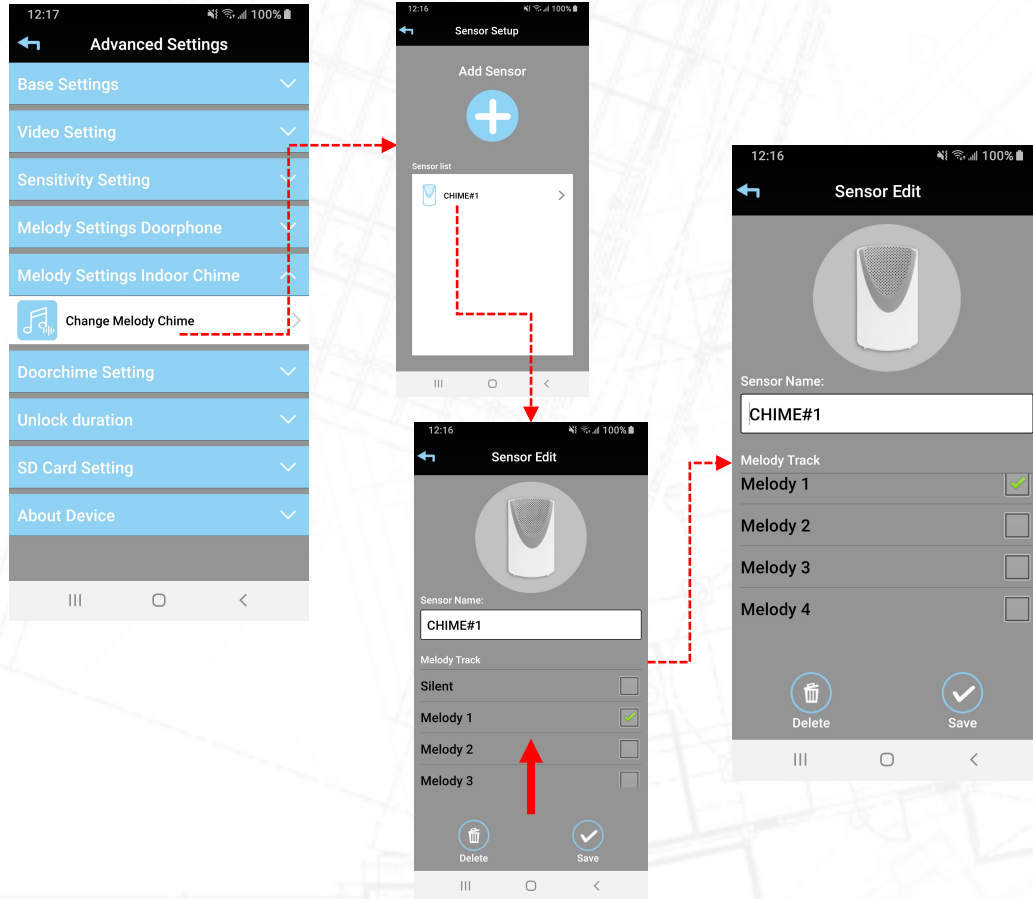 12:17
100%
Advanced Settings
Base Settings
Video Setting
Sensitivity Setting
Melody Settings Doorphone
Melody Settings Indoor Chime
Change Melody Chime
Doorchime Setting
Unlock duration
SD Card Setting
About Device
12:16
100%
Sensor Setup
Add Sensor
Sensor list
CHIME#1
12:16
100%
Sensor Edit
Sensor Name:
CHIME#1
Melody Track
Silent
Melody 1
Melody 2
Melody 3
Delete
Save
12:16
100%
Sensor Edit
Sensor Name:
CHIME#1
Melody Track
Melody 1
Melody 2
Melody 3
Melody 4
Delete
Save